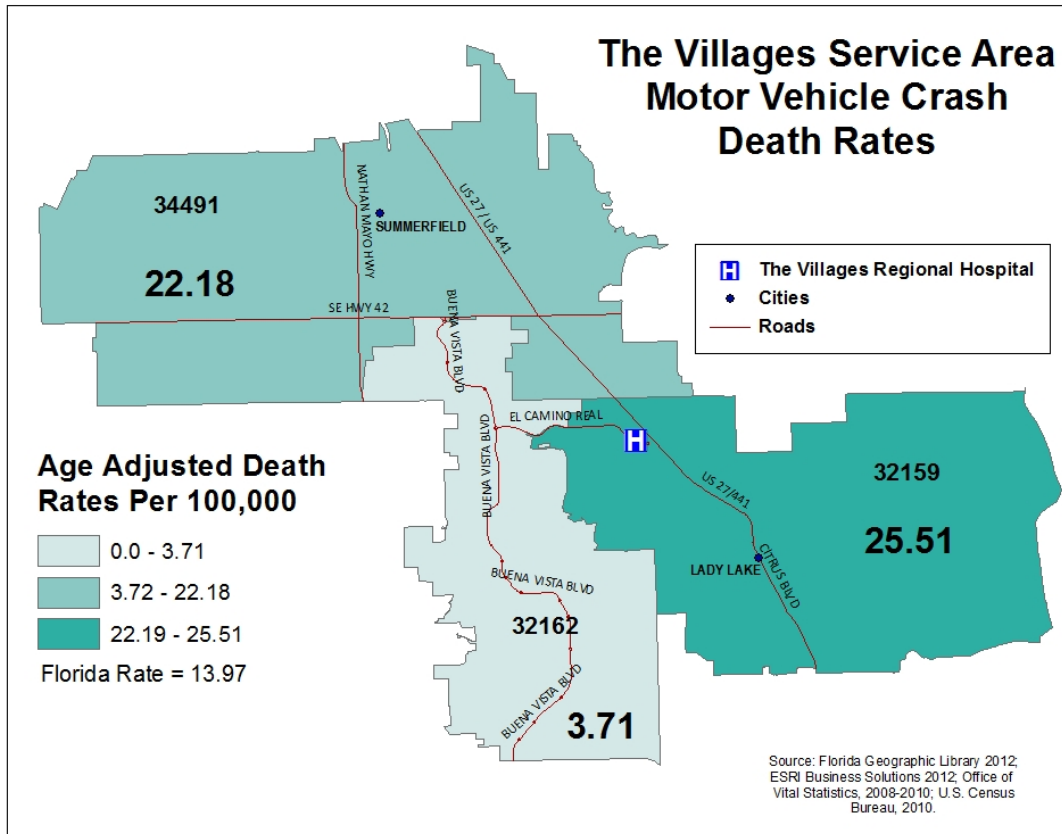 The Villages Service Area
Motor Vehicle Crash
Death Rates
34491
22.18
NATHAN MAYO HWY
SUMMERFIELD
US 27 / US 441
SE HWY 42
BUENA VISTA BLVD
H The Villages Regional Hospital
Cities
Roads
EL CAMINO REAL
BUENA VISTA BLVD
H
US 27/441
32159
25.51
LADY LAKE
CITRUS BLVD
BUENA VISTA BLVD
32162
BUENA VISTA BLVD
3.71
Age Adjusted Death
Rates Per 100,000
0.0 - 3.71
3.72 - 22.18
22.19 - 25.51
Florida Rate = 13.97
Source: Florida Geographic Library 2012;
ESRI Business Solutions 2012; Office of
Vital Statistics, 2008-2010; U.S. Census
Bureau, 2010.